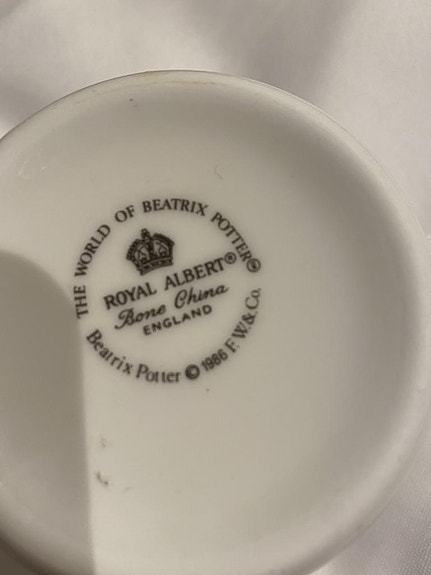 THE WORLD OF BEATRIX POTTER®
ROYAL ALBERT®
Bone China
ENGLAND
Beatrix Potter © 1986 F.W.& Co.